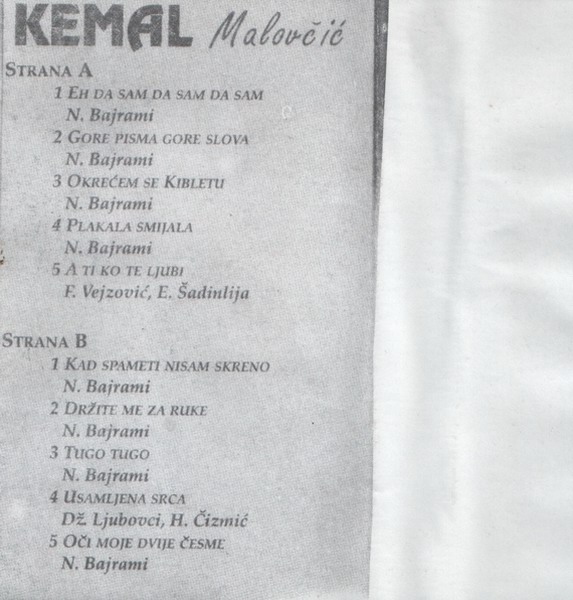 KEMAL Malovčić
STRANA A
1 EH DA SAM DA SAM DA SAM
N. Bajrami
2 GORE PISMA GORE SLOVA
N. Bajrami
3 OKREĆEM SE KIBLETU
N. Bajrami
4 PLAKALA SMIJALA
N. Bajrami
5 A TI KO TE LJUBI
F. Vejzović, E. Šadinlija
STRANA B
1 KAD SPAMETI NISAM SKRENO
N. Bajrami
2 DRŽITE ME ZA RUKE
N. Bajrami
3 TUGO TUGO
N. Bajrami
4 USAMLJENA SRCA
Dž. Ljubovci, H. Čizmić
5 OČI MOJE DVIJE ČESME
N. Bajrami